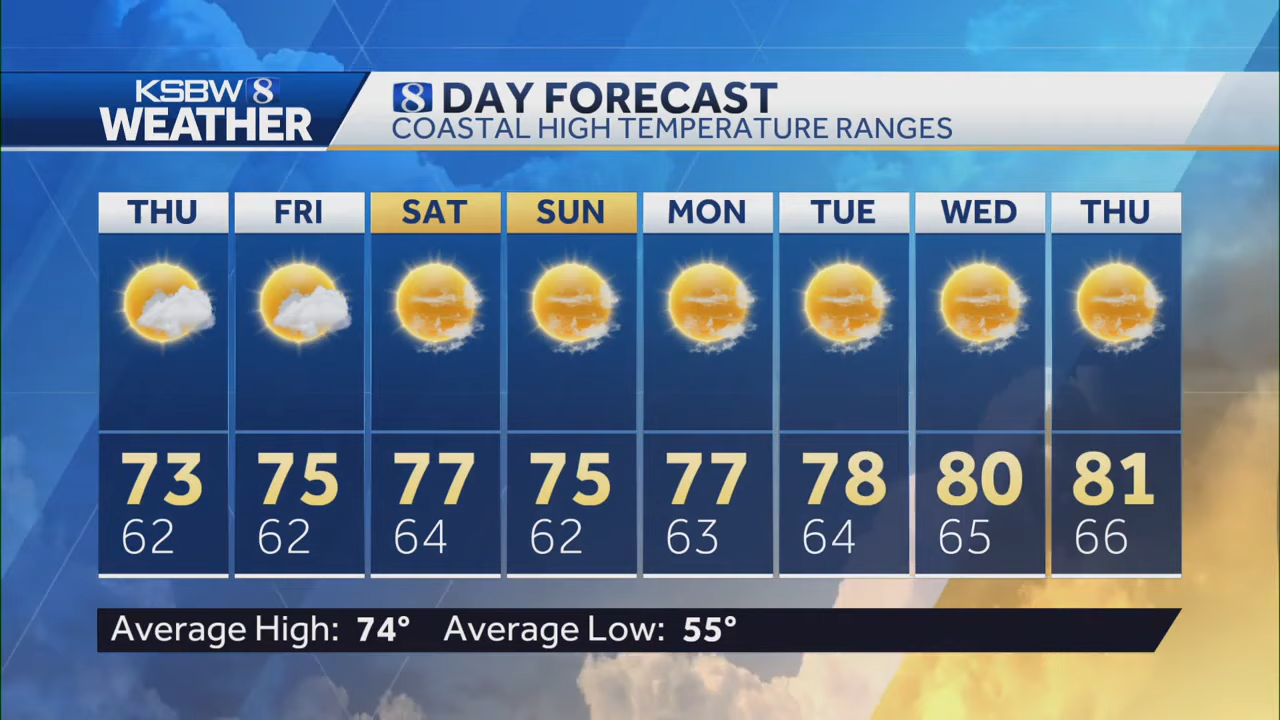 KSBW 8
WEATHER
8 DAY FORECAST
COASTAL HIGH TEMPERATURE RANGES
THU FRI SAT SUN MON TUE WED THU
73 75 77 75 77 78 80 81
62 62 64 62 63 64 65 66
Average High: 74° Average Low: 55°